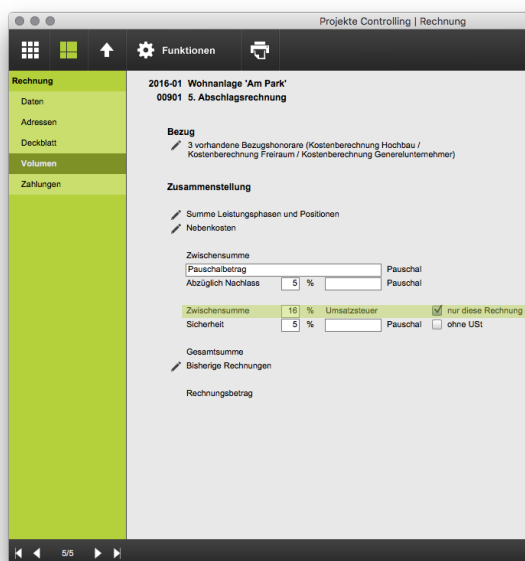 Projekte Controlling | Rechnung
Funktionen
Rechnung
Daten
Adressen
Deckblatt
Volumen
Zahlungen
2016-01 Wohnanlage 'Am Park'
00901 5. Abschlagsrechnung
Bezug
3 vorhandene Bezugshonorare (Kostenberechnung Hochbau /
Kostenberechnung Freiraum / Kostenberechnung Generelunternehmer)
Zusammenstellung
Summe Leistungsphasen und Positionen
Nebenkosten
Zwischensumme
Pauschalbetrag Pauschal
Abzüglich Nachlass 5 % Pauschal
Zwischensumme 16 % Umsatzsteuer nur diese Rechnung
Sicherheit 5 % Pauschal ohne USt
Gesamtsumme
Bisherige Rechnungen
Rechnungsbetrag
5/5